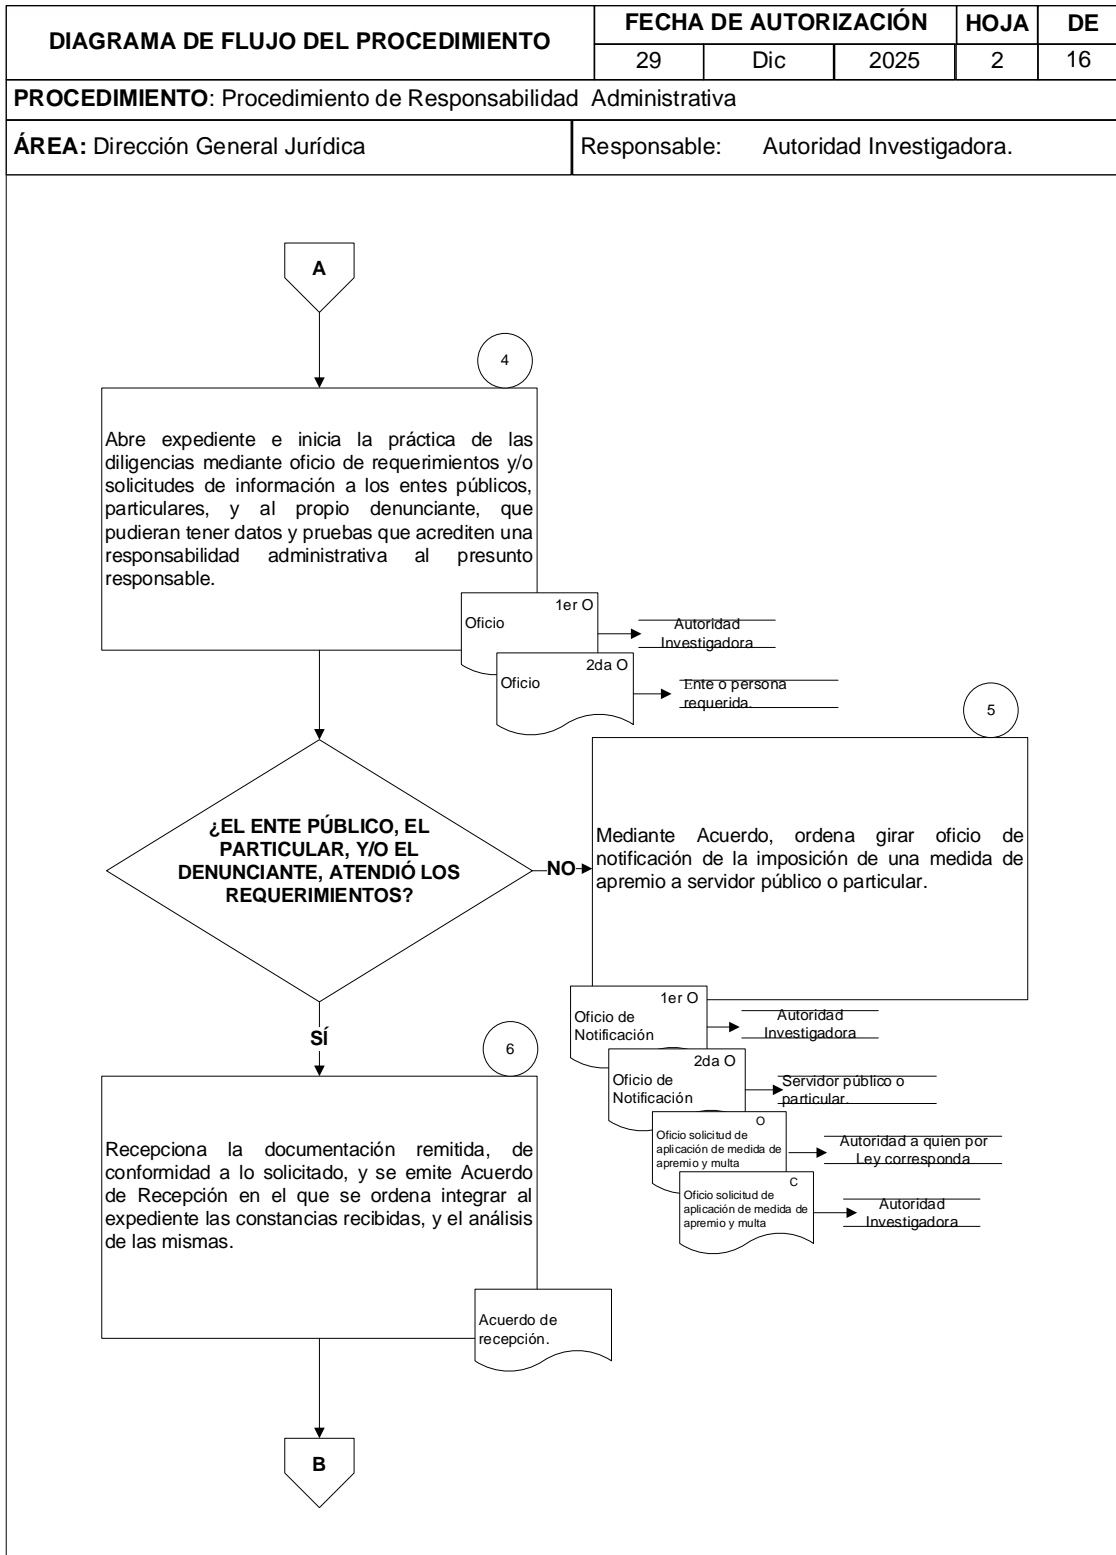 DIAGRAMA DE FLUJO DEL PROCEDIMIENTO
FECHA DE AUTORIZACIÓN
HOJA
DE
29
Dic
2025
2
16
PROCEDIMIENTO: Procedimiento de Responsabilidad Administrativa
ÁREA: Dirección General Jurídica
Responsable: Autoridad Investigadora.
A
4
Abre expediente e inicia la práctica de las
diligencias mediante oficio de requerimientos y/o
solicitudes de información a los entes públicos,
particulares, y al propio denunciante, que
pudieran tener datos y pruebas que acrediten una
responsabilidad administrativa al presunto
responsable.
1er O
Oficio
Autoridad
Investigadora
2da O
Oficio
Ente o persona
requerida.
5
¿EL ENTE PÚBLICO, EL
PARTICULAR, Y/O EL
DENUNCIANTE, ATENDIÓ LOS
REQUERIMIENTOS?
NO
Mediante Acuerdo, ordena girar oficio de
notificación de la imposición de una medida de
apremio a servidor público o particular.
1er O
Oficio de
Notificación
Autoridad
Investigadora
2da O
Oficio de
Notificación
Servidor público o
particular.
O
Oficio solicitud de
aplicación de medida de
apremio y multa
Autoridad a quien por
Ley corresponda
C
Oficio solicitud de
aplicación de medida de
apremio y multa
Autoridad
Investigadora
SÍ
6
Recepciona la documentación remitida, de
conformidad a lo solicitado, y se emite Acuerdo
de Recepción en el que se ordena integrar al
expediente las constancias recibidas, y el análisis
de las mismas.
Acuerdo de
recepción.
B